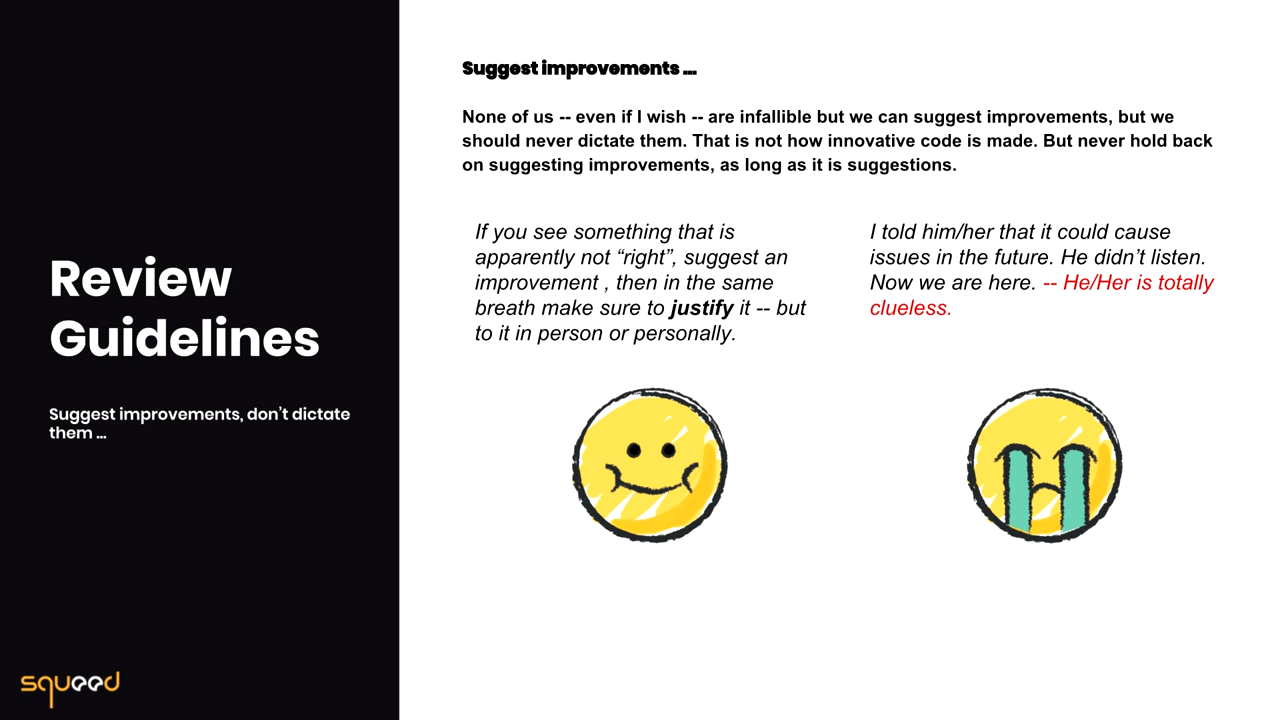 Review
Guidelines
Suggest improvements, don't dictate
them ...
squeed
Suggest improvements ...
None of us -- even if I wish -- are infallible but we can suggest improvements, but we
should never dictate them. That is not how innovative code is made. But never hold back
on suggesting improvements, as long as it is suggestions.
If you see something that is
apparently not “right”, suggest an
improvement , then in the same
breath make sure to justify it -- but
to it in person or personally.
I told him/her that it could cause
issues in the future. He didn’t listen.
Now we are here. -- He/Her is totally
clueless.